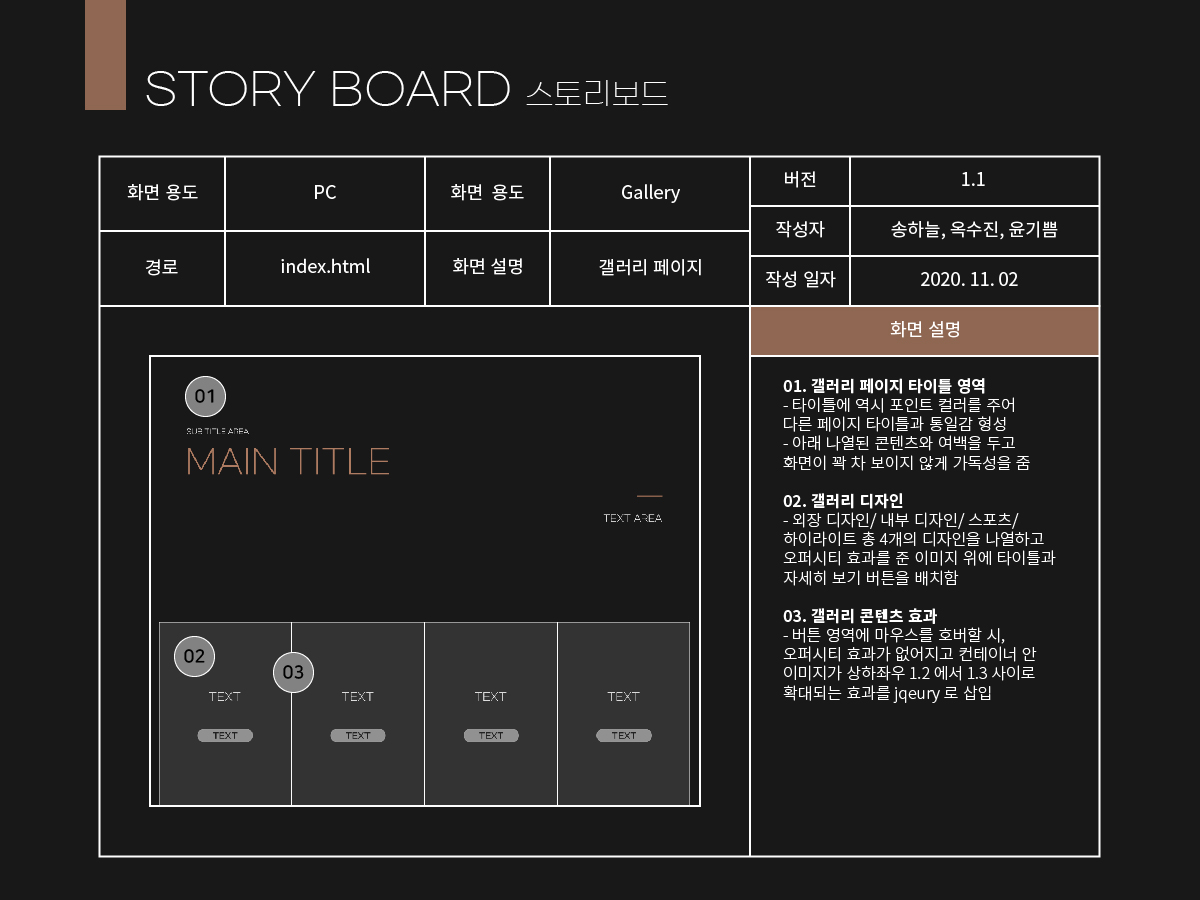 STORY BOARD 스토리보드
화면 용도 PC 화면 용도 Gallery 버전 1.1
작성자 송하늘, 옥수진, 윤기쁨
경로 index.html 화면 설명 갤러리 페이지 작성 일자 2020. 11. 02
화면 설명
01
SUB TITLE AREA
MAIN TITLE
TEXT AREA
02
03
TEXT TEXT TEXT TEXT
TEXT TEXT TEXT TEXT
01. 갤러리 페이지 타이틀 영역
- 타이틀에 역시 포인트 컬러를 주어
다른 페이지 타이틀과 통일감 형성
- 아래 나열된 콘텐츠와 여백을 두고
화면이 꽉 차 보이지 않게 가독성을 줌
02. 갤러리 디자인
- 외장 디자인/ 내부 디자인/ 스포츠/
하이라이트 총 4개의 디자인을 나열하고
오퍼시티 효과를 준 이미지 위에 타이틀과
자세히 보기 버튼을 배치함
03. 갤러리 콘텐츠 효과
- 버튼 영역에 마우스를 호버할 시,
오퍼시티 효과가 없어지고 컨테이너 안
이미지가 상하좌우 1.2 에서 1.3 사이로
확대되는 효과를 jqeury 로 삽입